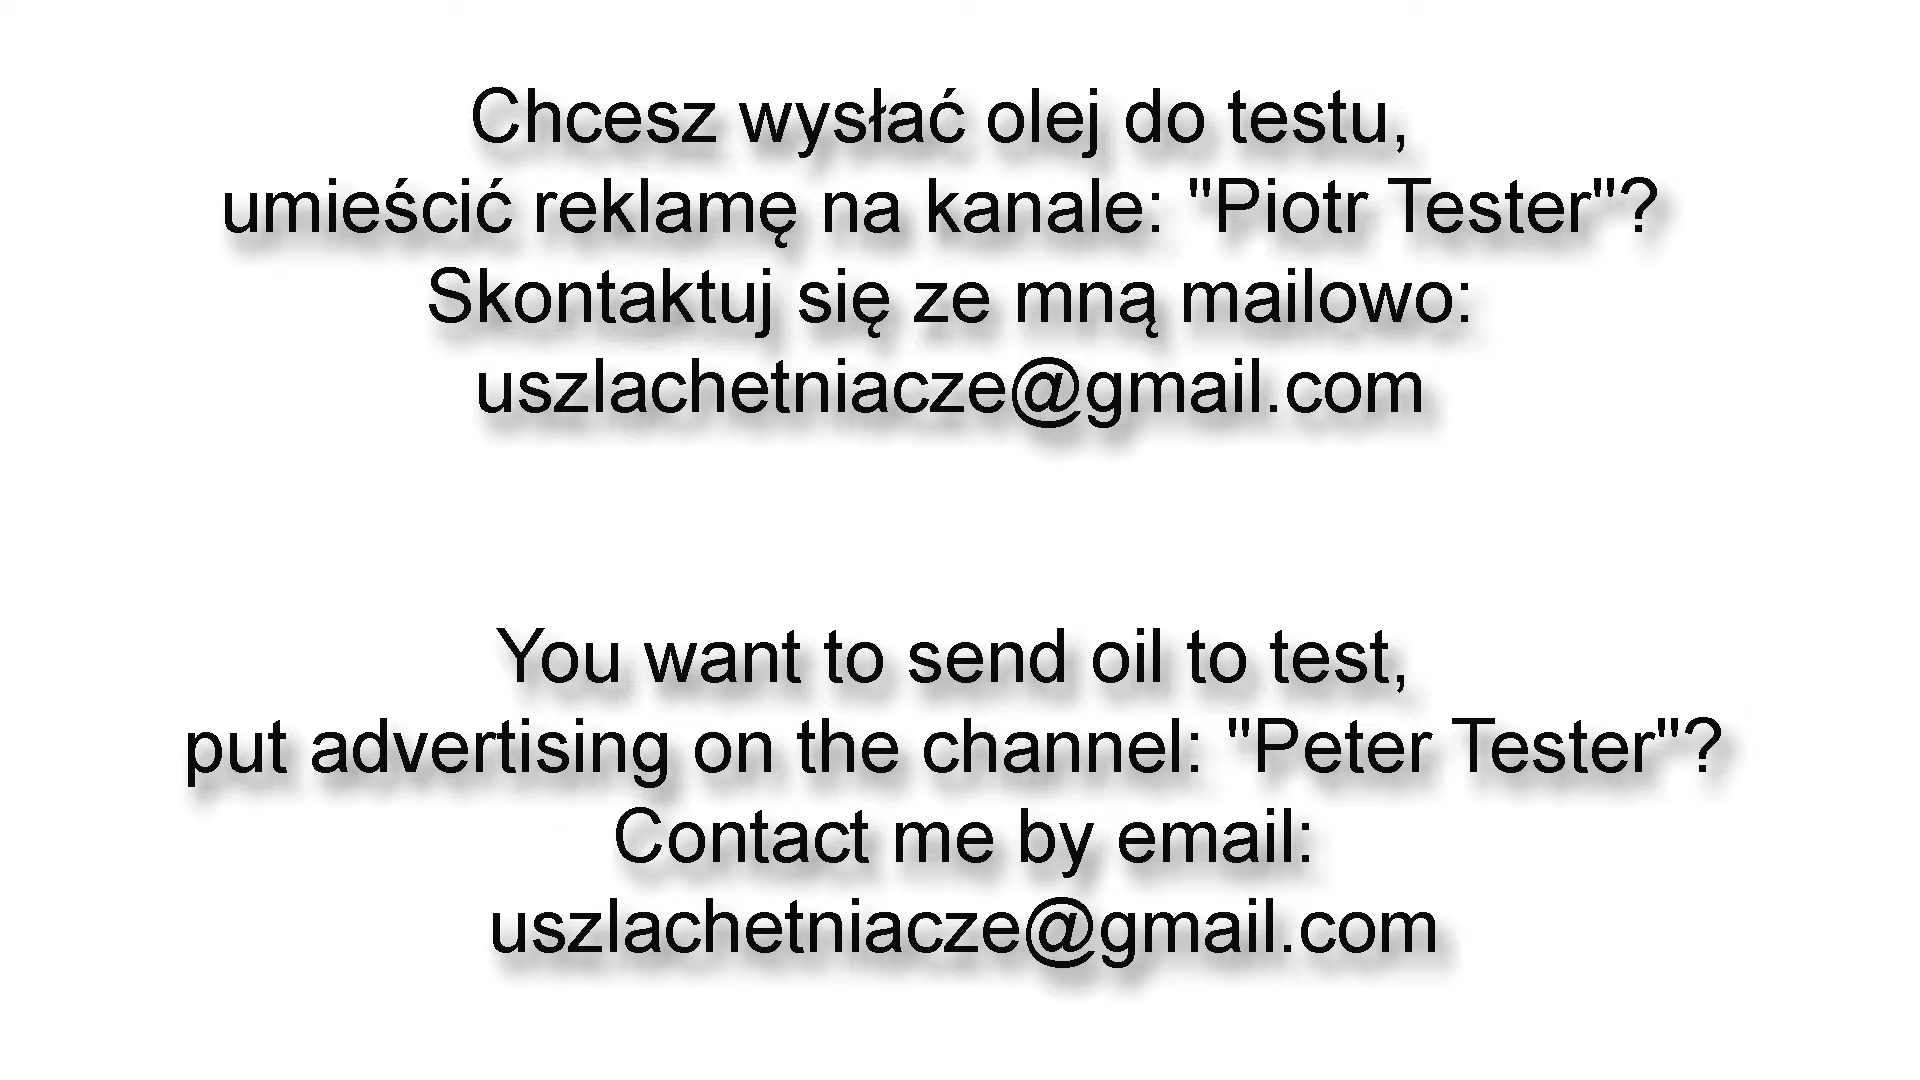 Chcesz wysłać olej do testu,
umieścić reklamę na kanale: "Piotr Tester"?
Skontaktuj się ze mną mailowo:
uszlachetniacze@gmail.com
You want to send oil to test,
put advertising on the channel: "Peter Tester"?
Contact me by email:
uszlachetniacze@gmail.com